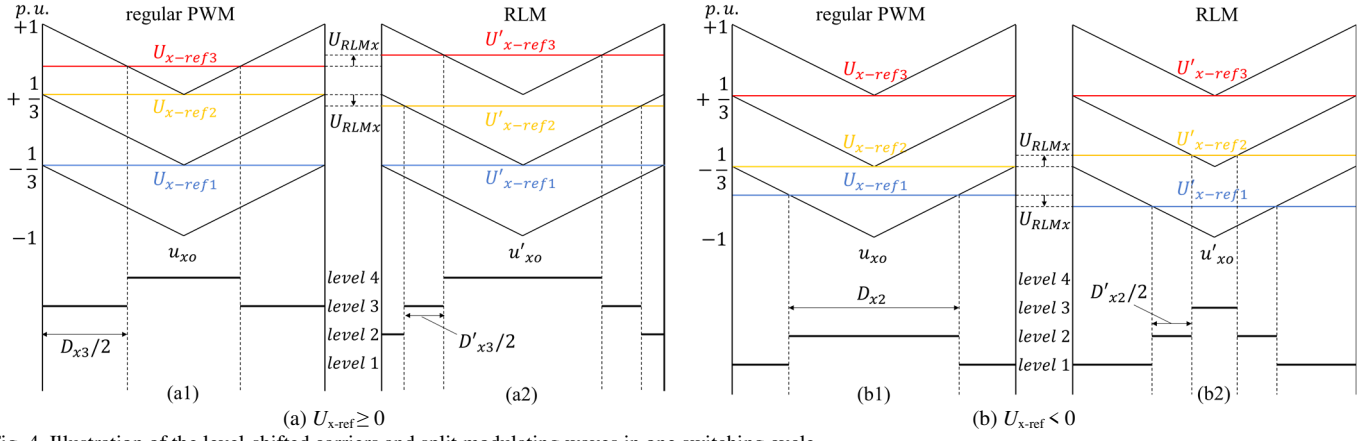 p.u. regular PWM RLM
+1
U_{x-ref3} U_{RLMx} U'_{x-ref3}
+ 1/3 U_{x-ref2} U_{RLMx} U'_{x-ref2}
- 1/3 U_{x-ref1} U'_{x-ref1}
-1
u_{xo} u'_{xo}
level 4
level 3
level 2
level 1
D_{x3}/2 D'_{x3}/2
(a1) (a2)
(a) U_{x-ref} ≥ 0
p.u. regular PWM RLM
+1
U_{x-ref3} U'_{x-ref3}
+ 1/3
U_{x-ref2} U_{RLMx} U'_{x-ref2}
- 1/3
U_{x-ref1} U_{RLMx} U'_{x-ref1}
-1
u_{xo} u'_{xo}
level 4
level 3
level 2
level 1
D_{x2} D'_{x2}/2
(b1) (b2)
(b) U_{x-ref} < 0
Fig. 4. Illustration of the level-shifted carriers and split modulating waves in one switching cycle